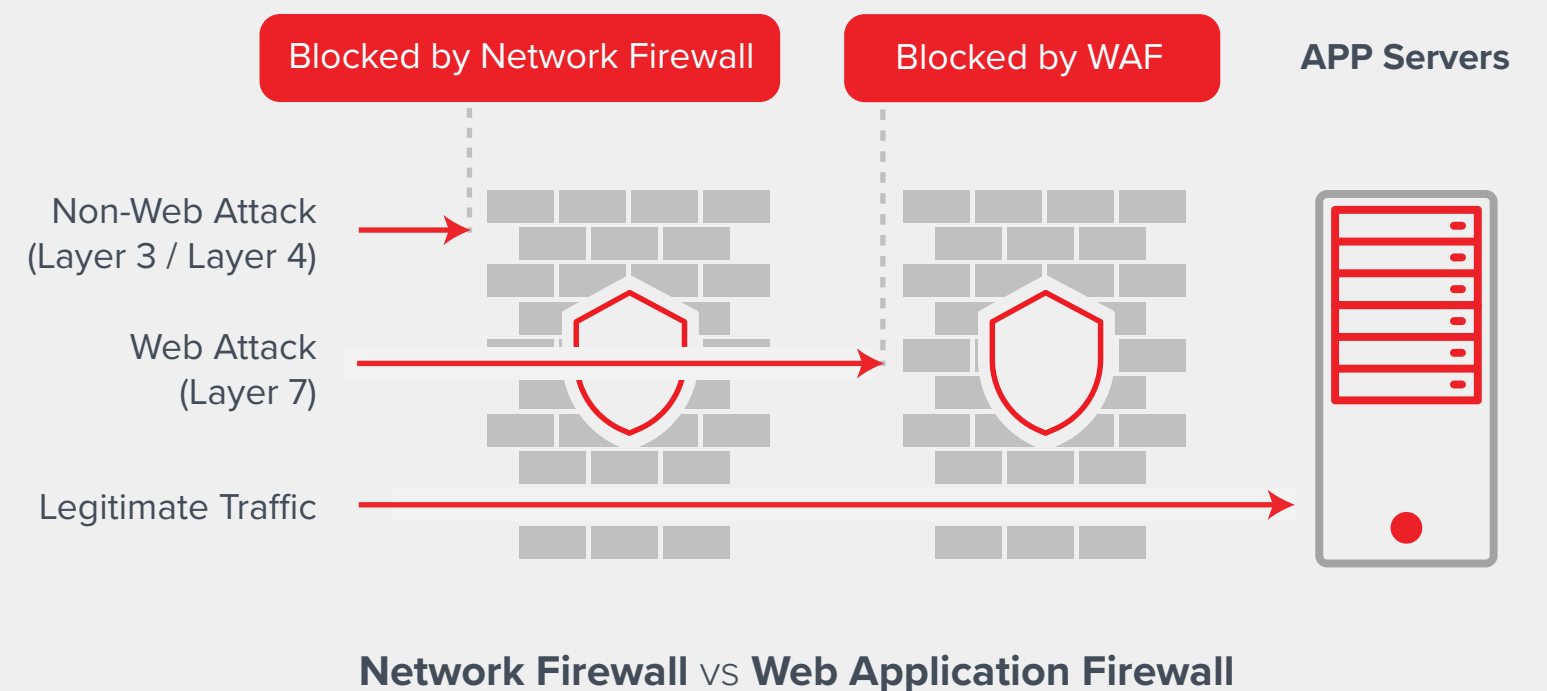 Blocked by Network Firewall
Blocked by WAF
APP Servers
Non-Web Attack
(Layer 3 / Layer 4)
Web Attack
(Layer 7)
Legitimate Traffic
Network Firewall vs Web Application Firewall